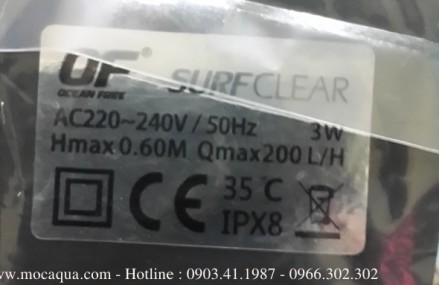 OF® SURFCLEAR
OCEAN FREE
AC220~240V / 50Hz 3W
Hmax 0.60M Qmax200 L/H
CE 35°C
IPX8
www.mocaqua.com - Hotline : 0903.41.1987 - 0966.302.302